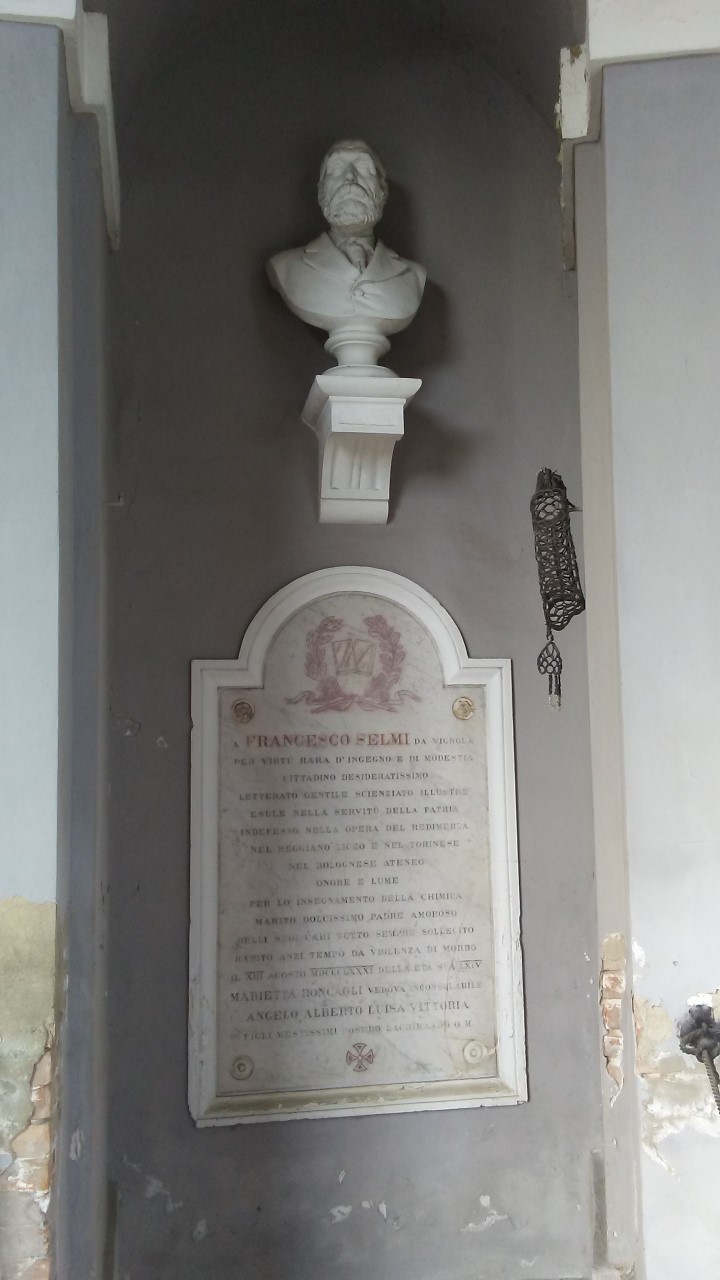 A FRANCESCO SELMI DA VIGNOLA
PER VIRTÙ RARA D'INGEGNO E DI MODESTIA
CITTADINO DESIDERATISSIMO
LETTERATO GENTILE SCIENZIATO ILLUSTRE
ESULE NELLA SERVITÙ DELLA PATRIA
INDEFESSO NELLA OPERA DEL REDIMERLA
NEL REGGIANO LICEO E NEL TORINESE
NEL BOLOGNESE ATENEO
ONORE E LUME
PER LO INSEGNAMENTO DELLA CHIMICA
MARITO DOLCISSIMO PADRE AMOROSO
DELLI SUOI CARI TUTTO SEMPRE SOLLECITO
RAPITO ANZI TEMPO DA VIOLENZA DI MORBO
IL XIII AGOSTO MDCCCLXXXI DELLA ETÀ SUA LXIV
MARIETTA RONCAGLI VEDOVA INCONSOLABILE
ANGELO ALBERTO LUISA VITTORIA
FIGLI MESTISSIMI POSERO LACRIMANDO Q. M.